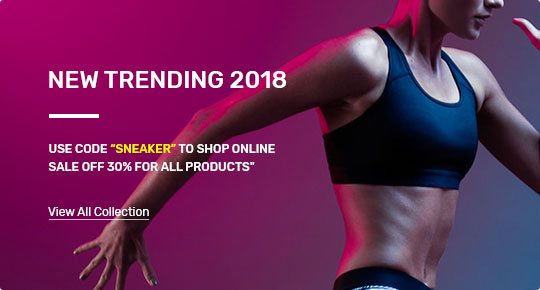 NEW TRENDING 2018
USE CODE “SNEAKER” TO SHOP ONLINE
SALE OFF 30% FOR ALL PRODUCTS"
View All Collection